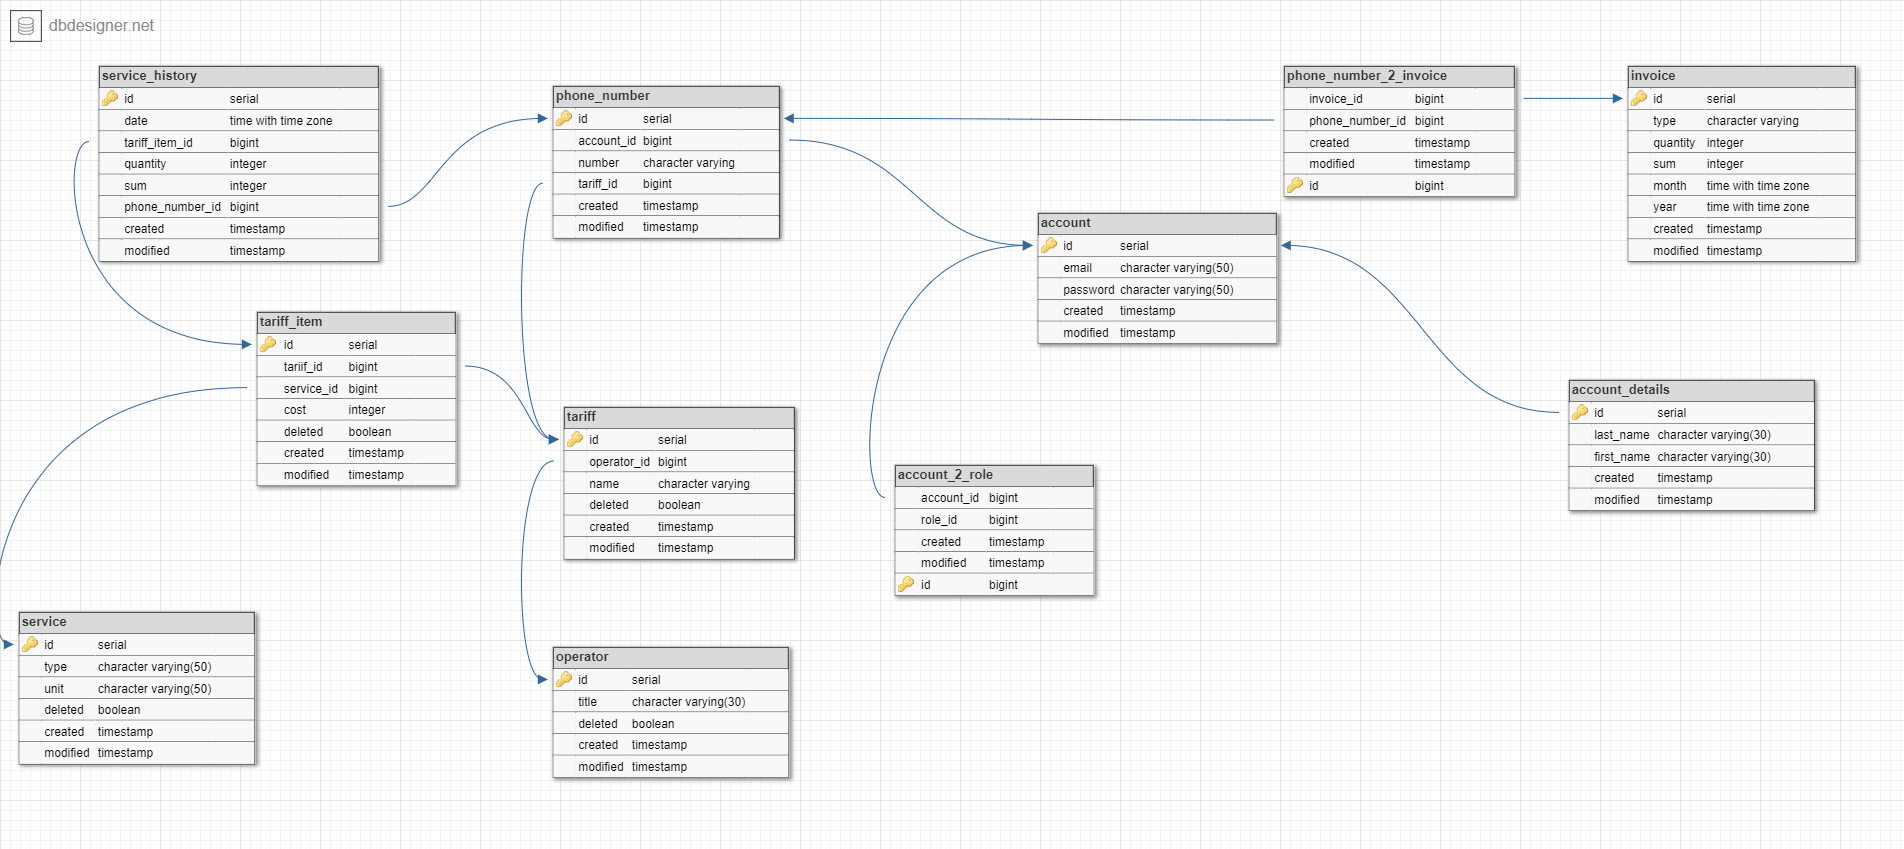 dbdesigner.net
service_history
id serial
date time with time zone
tariff_item_id bigint
quantity integer
sum integer
phone_number_id bigint
created timestamp
modified timestamp
phone_number
id serial
account_id bigint
number character varying
tariff_id bigint
created timestamp
modified timestamp
phone_number_2_invoice
invoice_id bigint
phone_number_id bigint
created timestamp
modified timestamp
id bigint
invoice
id serial
type character varying
quantity integer
sum integer
month time with time zone
year time with time zone
created timestamp
modified timestamp
account
id serial
email character varying(50)
password character varying(50)
created timestamp
modified timestamp
tariff_item
id serial
tariif_id bigint
service_id bigint
cost integer
deleted boolean
created timestamp
modified timestamp
tariff
id serial
operator_id bigint
name character varying
deleted boolean
created timestamp
modified timestamp
account_details
id serial
last_name character varying(30)
first_name character varying(30)
created timestamp
modified timestamp
account_2_role
account_id bigint
role_id bigint
created timestamp
modified timestamp
id bigint
service
id serial
type character varying(50)
unit character varying(50)
deleted boolean
created timestamp
modified timestamp
operator
id serial
title character varying(30)
deleted boolean
created timestamp
modified timestamp